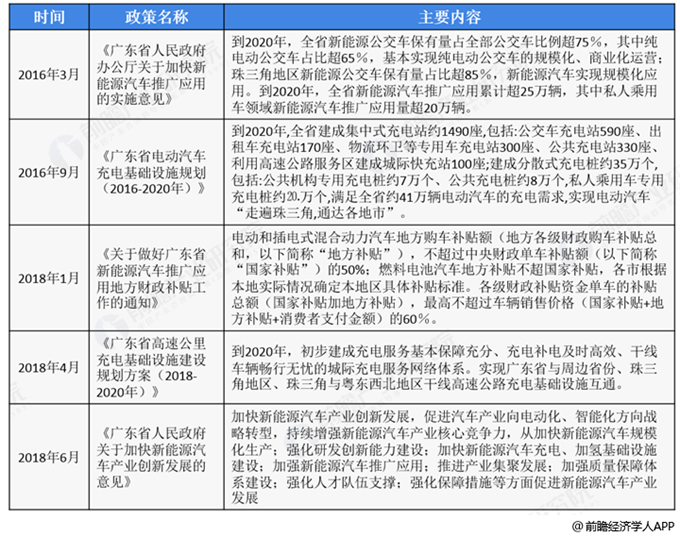 时间 政策名称 主要内容
2016年3月
《广东省人民政府
办公厅关于加快新
能源汽车推广应用
的实施意见》
到2020年，全省新能源公交车保有量占全部公交车比例超75%，其中纯
电动公交车占比超65%，基本实现纯电动公交车的规模化、商业化运营；
珠三角地区新能源公交车保有量占比超85%，新能源汽车实现规模化应
用。到2020年，全省新能源汽车推广应用累计超25万辆，其中私人乘用
车领域新能源汽车推广应用量超20万辆。
2016年9月
《广东省电动汽车
充电基础设施规划
（2016-2020年）》
到2020年,全省建成集中式充电站约1490座,包括:公交车充电站590座、出
租车充电站170座、物流环卫等专用车充电站300座、公共充电站330座、
利用高速公路服务区建成城际快充站100座;建成分散式充电桩约35万个,
包括:公共机构专用充电桩约7万个、公共充电桩约8万个,私人乘用车专用
充电桩约20.万个,满足全省约41万辆电动汽车的充电需求,实现电动汽车
“走遍珠三角,通达各地市”。
2018年1月
《关于做好广东省
新能源汽车推广应
用地方财政补贴工
作的通知》
电动和插电式混合动力汽车地方购车补贴额（地方各级财政购车补贴总
和，以下简称“地方补贴”），不超过中央财政单车补贴额（以下简称
“国家补贴”）的50%；燃料电池汽车地方补贴不超国家补贴，各市根据
本地实际情况确定本地区具体补贴标准。各级财政补贴资金单车的补贴
总额（国家补贴加地方补贴），最高不超过车辆销售价格（国家补贴+地
方补贴+消费者支付金额）的60%。
2018年4月
《广东省高速公里
充电基础设施建设
规划方案（2018-
2020年）》
到2020年，初步建成充电服务基本保障充分、充电补电及时高效、干线
车辆畅行无忧的城际充电服务网络体系。实现广东省与周边省份、珠三
角地区、珠三角与粤东西北地区干线高速公路充电基础设施互通。
2018年6月
《广东省人民政府
关于加快新能源汽
车产业创新发展的
意见》
加快新能源汽车产业创新发展，促进汽车产业向电动化、智能化方向战
略转型，持续增强新能源汽车产业核心竞争力，从加快新能源汽车规模
化生产；强化研发创新能力建设；加快新能源汽车充电、加氢基础设施
建设；加强新能源汽车推广应用；推进产业集聚发展；加强质量保障体
系建设；强化人才队伍支撑；强化保障措施等方面促进新能源汽车产业
发展
@前瞻经济学人APP